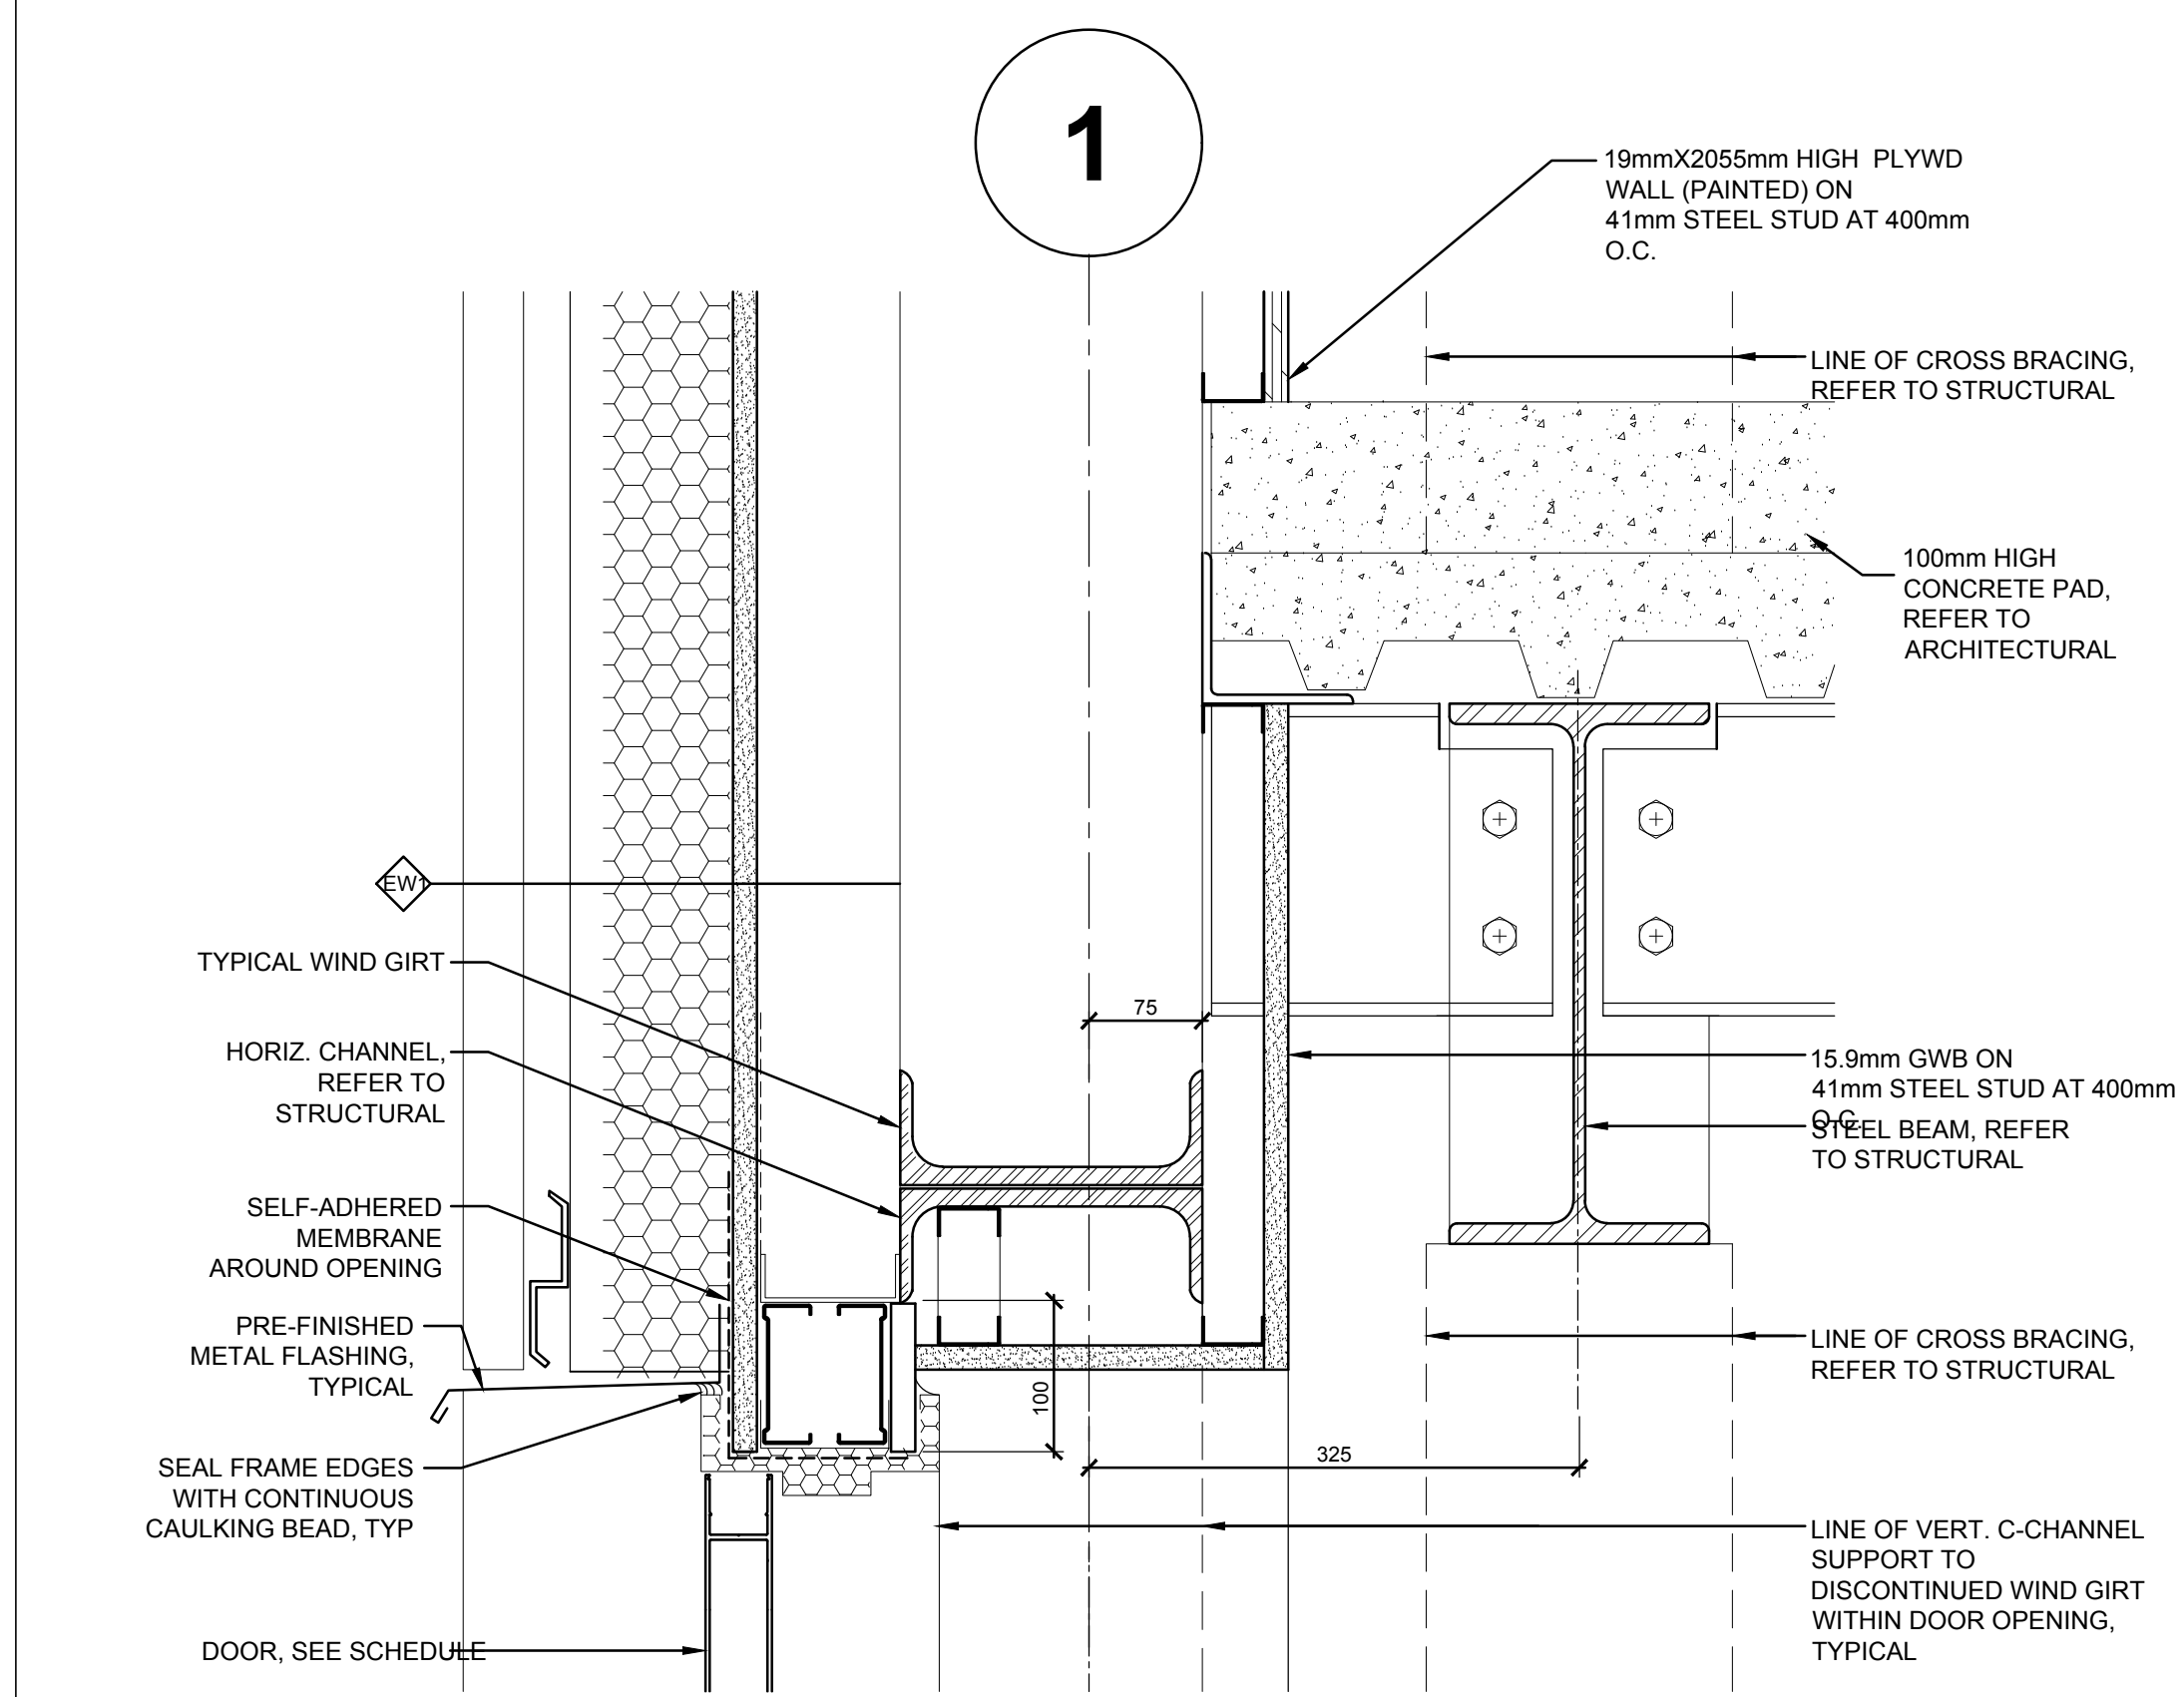 1
19mmX2055mm HIGH PLYWD
WALL (PAINTED) ON
41mm STEEL STUD AT 400mm
O.C.
LINE OF CROSS BRACING,
REFER TO STRUCTURAL
100mm HIGH
CONCRETE PAD,
REFER TO
ARCHITECTURAL
EW1
TYPICAL WIND GIRT
75
HORIZ. CHANNEL,
REFER TO
STRUCTURAL
15.9mm GWB ON
41mm STEEL STUD AT 400mm
O.C.
STEEL BEAM, REFER
TO STRUCTURAL
SELF-ADHERED
MEMBRANE
AROUND OPENING
PRE-FINISHED
METAL FLASHING,
TYPICAL
LINE OF CROSS BRACING,
REFER TO STRUCTURAL
100
325
SEAL FRAME EDGES
WITH CONTINUOUS
CAULKING BEAD, TYP
LINE OF VERT. C-CHANNEL
SUPPORT TO
DISCONTINUED WIND GIRT
WITHIN DOOR OPENING,
TYPICAL
DOOR, SEE SCHEDULE